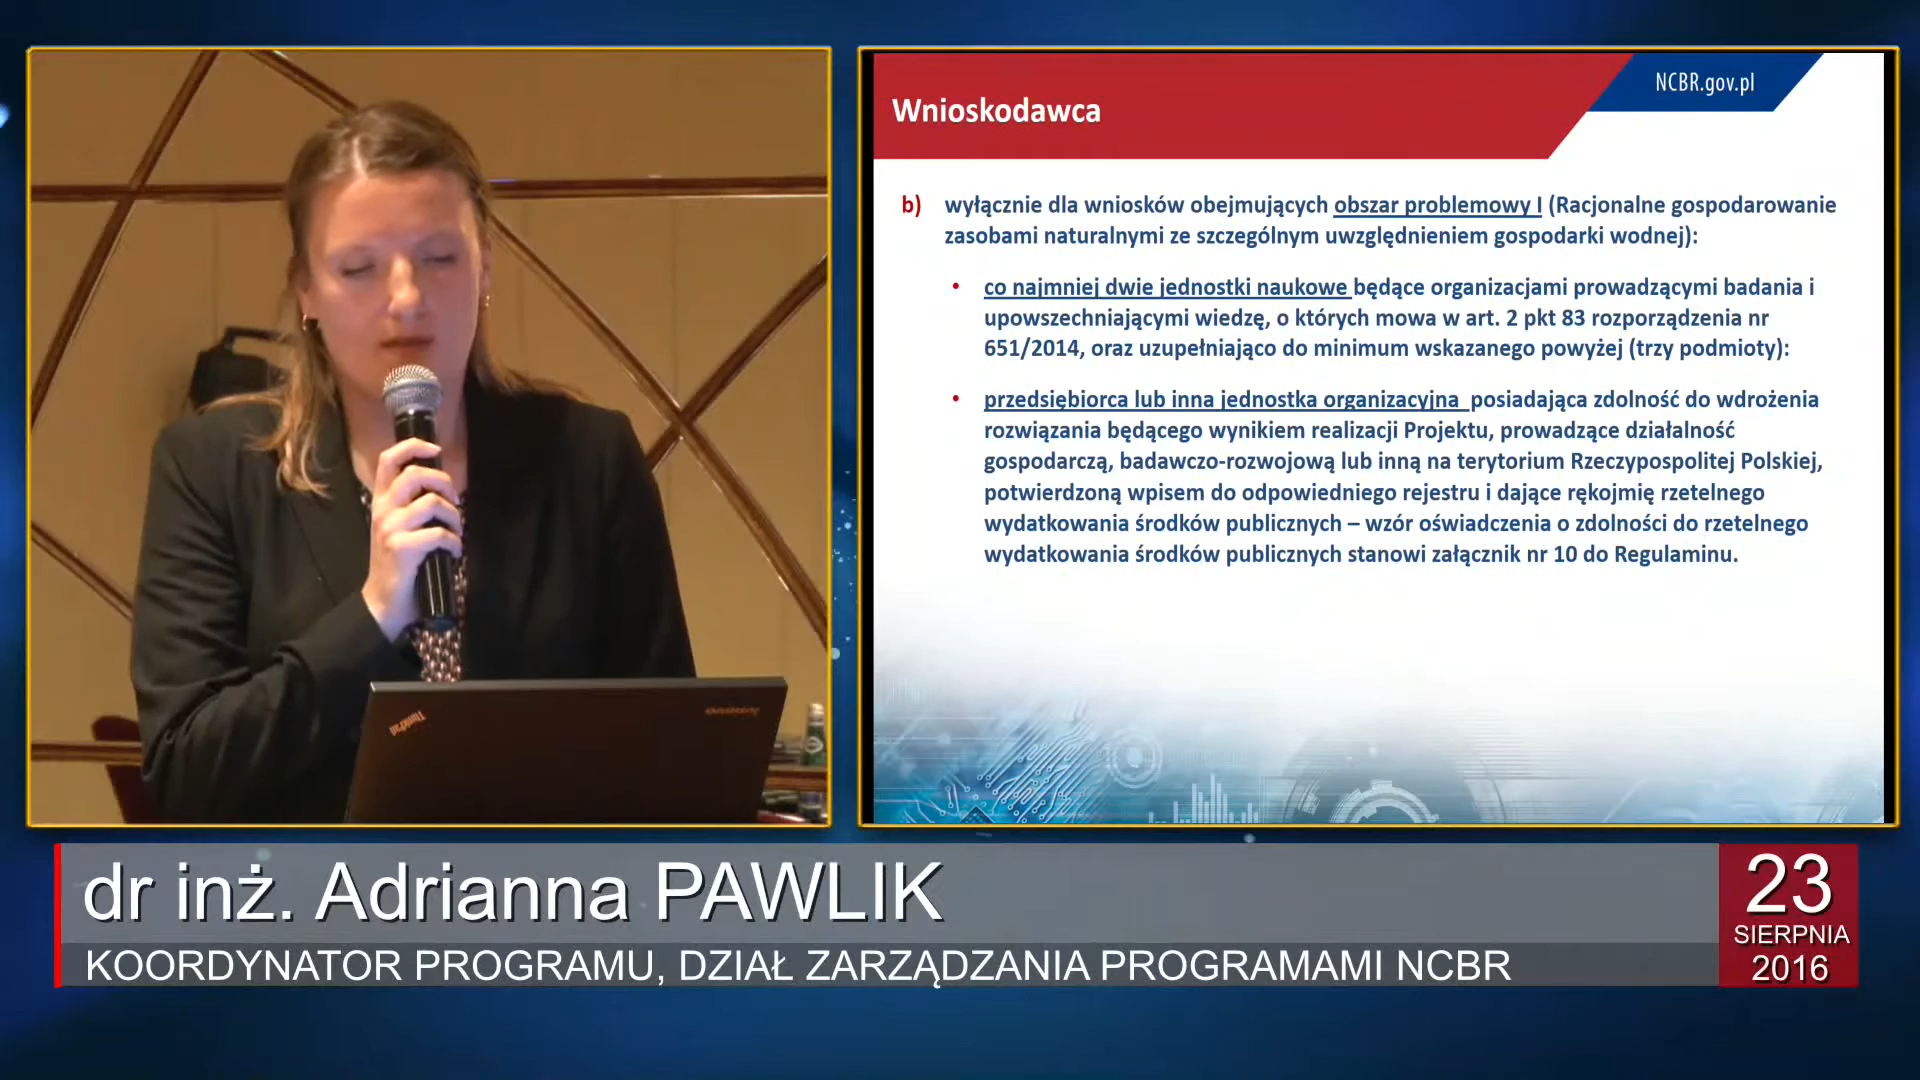 NCBR.gov.pl
Wnioskodawca
b) wyłącznie dla wniosków obejmujących obszar problemowy I (Racjonalne gospodarowanie
zasobami naturalnymi ze szczególnym uwzględnieniem gospodarki wodnej):
• co najmniej dwie jednostki naukowe będące organizacjami prowadzącymi badania i
upowszechniającymi wiedzę, o których mowa w art. 2 pkt 83 rozporządzenia nr
651/2014, oraz uzupełniająco do minimum wskazanego powyżej (trzy podmioty):
• przedsiębiorca lub inna jednostka organizacyjna posiadająca zdolność do wdrożenia
rozwiązania będącego wynikiem realizacji Projektu, prowadzące działalność
gospodarczą, badawczo-rozwojową lub inną na terytorium Rzeczypospolitej Polskiej,
potwierdzoną wpisem do odpowiedniego rejestru i dające rękojmię rzetelnego
wydatkowania środków publicznych – wzór oświadczenia o zdolności do rzetelnego
wydatkowania środków publicznych stanowi załącznik nr 10 do Regulaminu.
ThinkPad
lenovo
dr inż. Adrianna PAWLIK
KOORDYNATOR PROGRAMU, DZIAŁ ZARZĄDZANIA PROGRAMAMI NCBR
23
SIERPNIA
2016